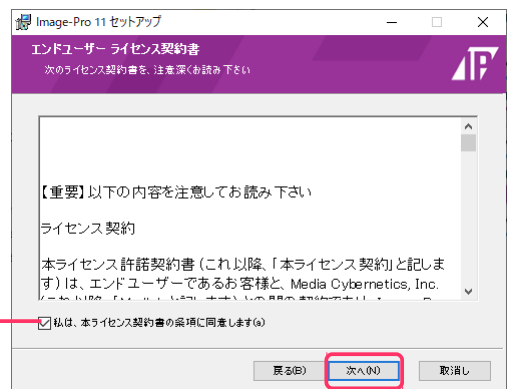 Image-Pro 11 セットアップ
エンドユーザー ライセンス契約書
次のライセンス契約書を、注意深くお読み下さい
【重要】以下の内容を注意してお読み下さい
ライセンス契約
本ライセンス許諾契約書 (これ以降、「本ライセンス契約」と記しま
す) は、エンドユーザーであるお客様と、Media Cybernetics, Inc.
私は、本ライセンス契約書の条項に同意します(a)
戻る(B)
次へ(N)
取消し